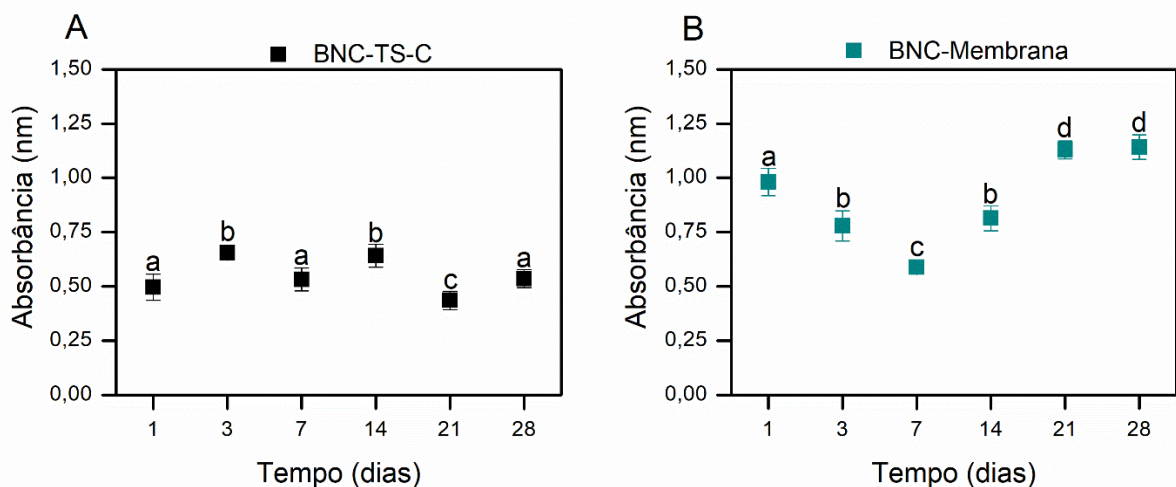 A
BNC-TS-C
1,50
1,25
1,00
0,75
0,50
0,25
0,00
Absorbância (nm)
a
b
a
b
c
a
1 3 7 14 21 28
Tempo (dias)
B
BNC-Membrana
1,50
1,25
1,00
0,75
0,50
0,25
0,00
Absorbância (nm)
a
b
c
b
d
d
1 3 7 14 21 28
Tempo (dias)